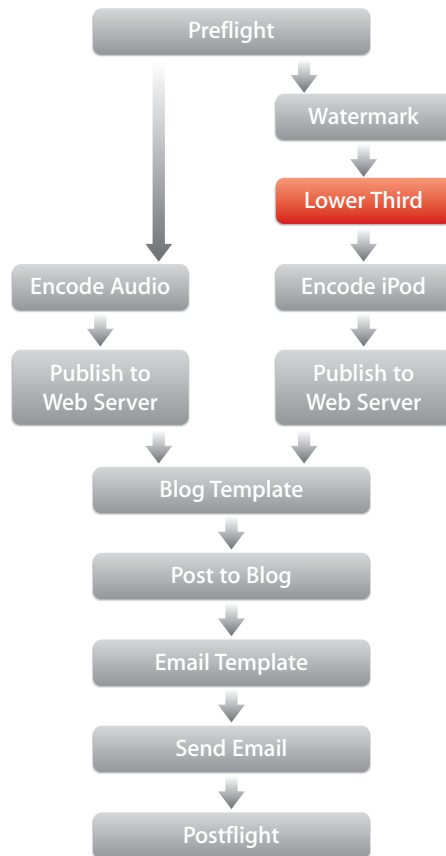 Preflight
Watermark
Lower Third
Encode Audio
Encode iPod
Publish to
Web Server
Publish to
Web Server
Blog Template
Post to Blog
Email Template
Send Email
Postflight